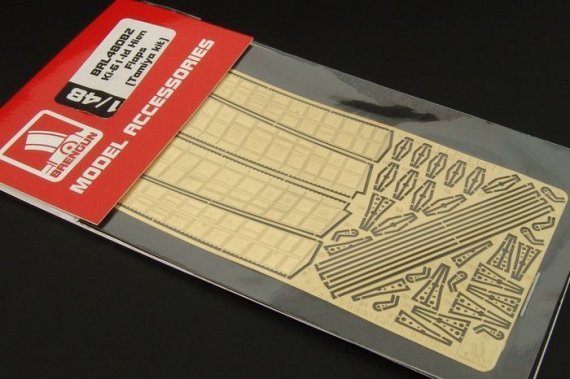 BRL48082
Ki-61-Id Hien
Flaps
[Tamiya kit]
1/48
BRENGUN
MODEL ACCESSORIES